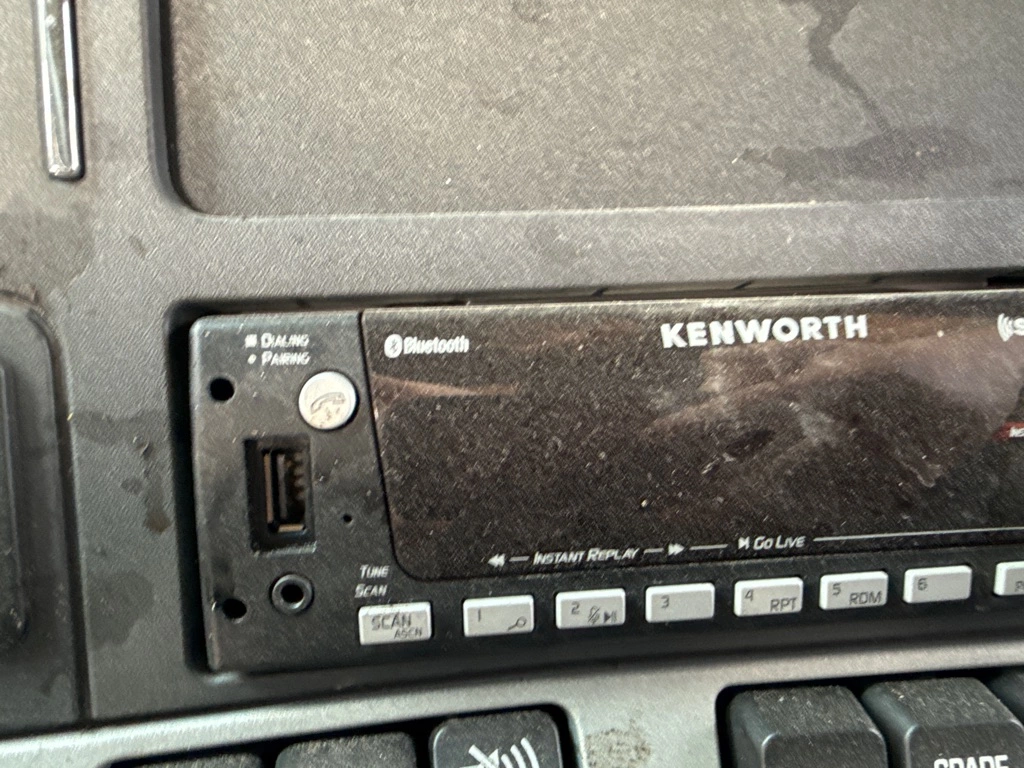 DIALING
PAIRING
Bluetooth
KENWORTH
INSTANT REPLAY
GO LIVE
TUNE
SCAN
SCAN
ASCN
1
2
3
4 RPT
5 RDM
6
GRADE